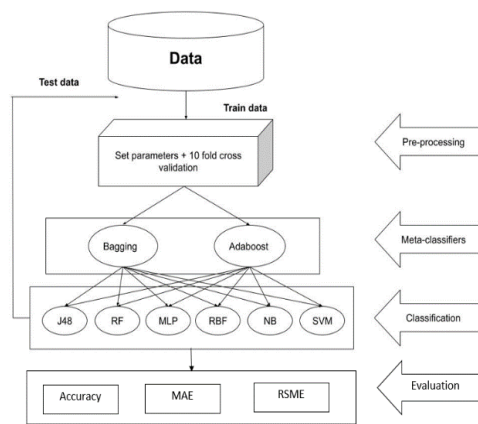 Data
Test data
Train data
Set parameters + 10 fold cross
validation
Pre-processing
Bagging
Adaboost
Meta-classifiers
J48
RF
MLP
RBF
NB
SVM
Classification
Accuracy
MAE
RSME
Evaluation